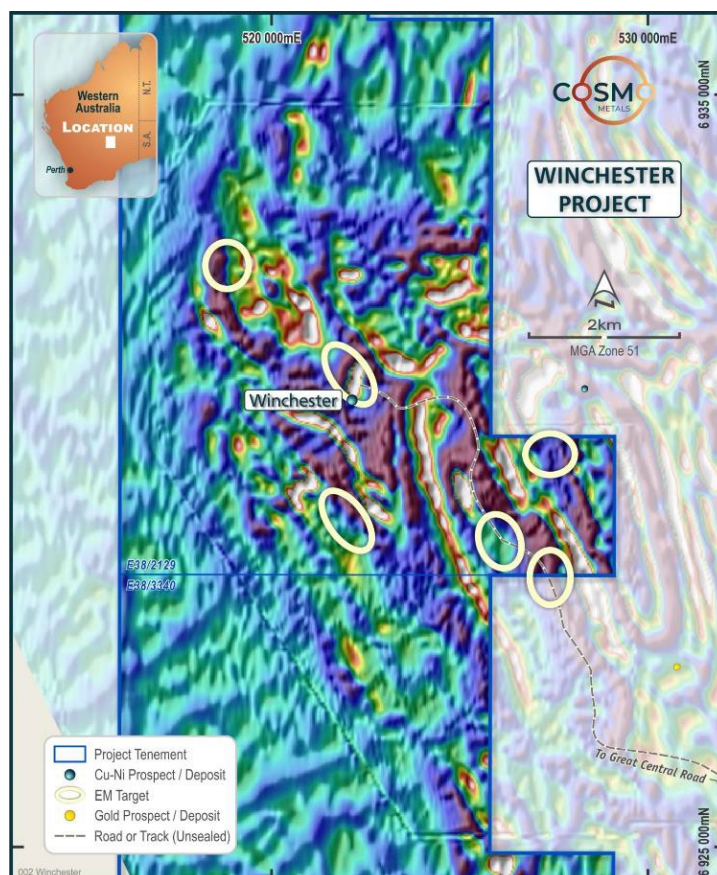 520 000mE
530 000mE
6 935 000mN
Western
Australia
N.T.
LOCATION
S.A.
Perth
COSMO
METALS
WINCHESTER
PROJECT
2km
MGA Zone 51
Winchester
E38/2129
E38/3340
Project Tenement
Cu-Ni Prospect / Deposit
EM Target
Gold Prospect / Deposit
Road or Track (Unsealed)
To Great Central Road
6 925 000mN
002 Winchester